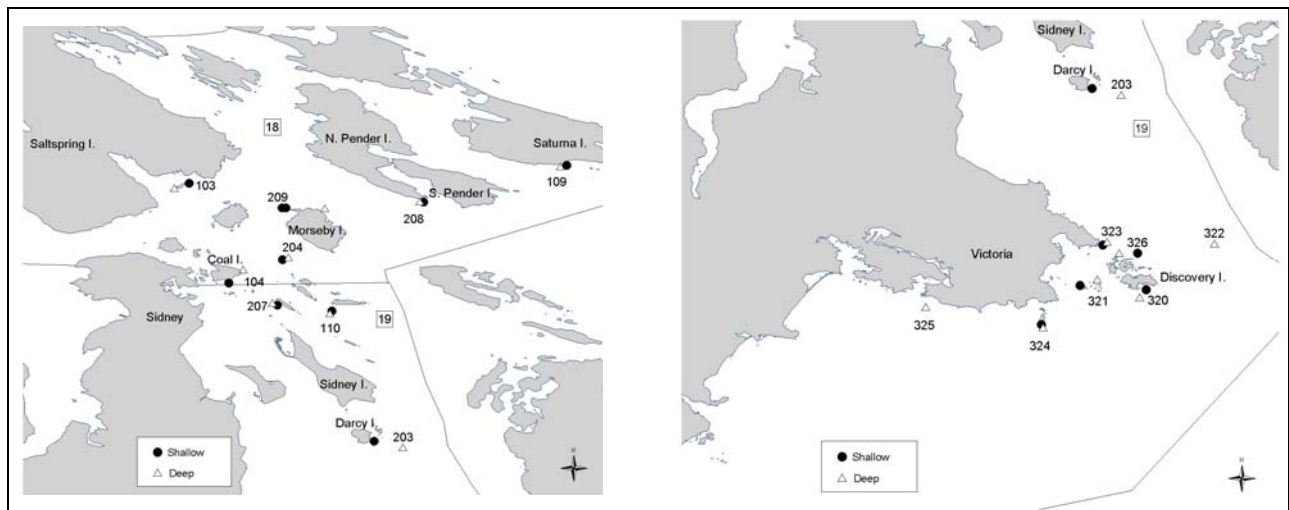 18
N. Pender I.
Saturna I.
Saltspring I.
109
103
S. Pender I.
209
208
Morseby I.
204
Coal I.
104
207
110
19
Sidney
Sidney I.
Darcy I.
203
Shallow
Deep
N
Sidney I.
Darcy I.
203
19
323
326
322
Victoria
Discovery I.
321
320
325
324
Shallow
Deep
N